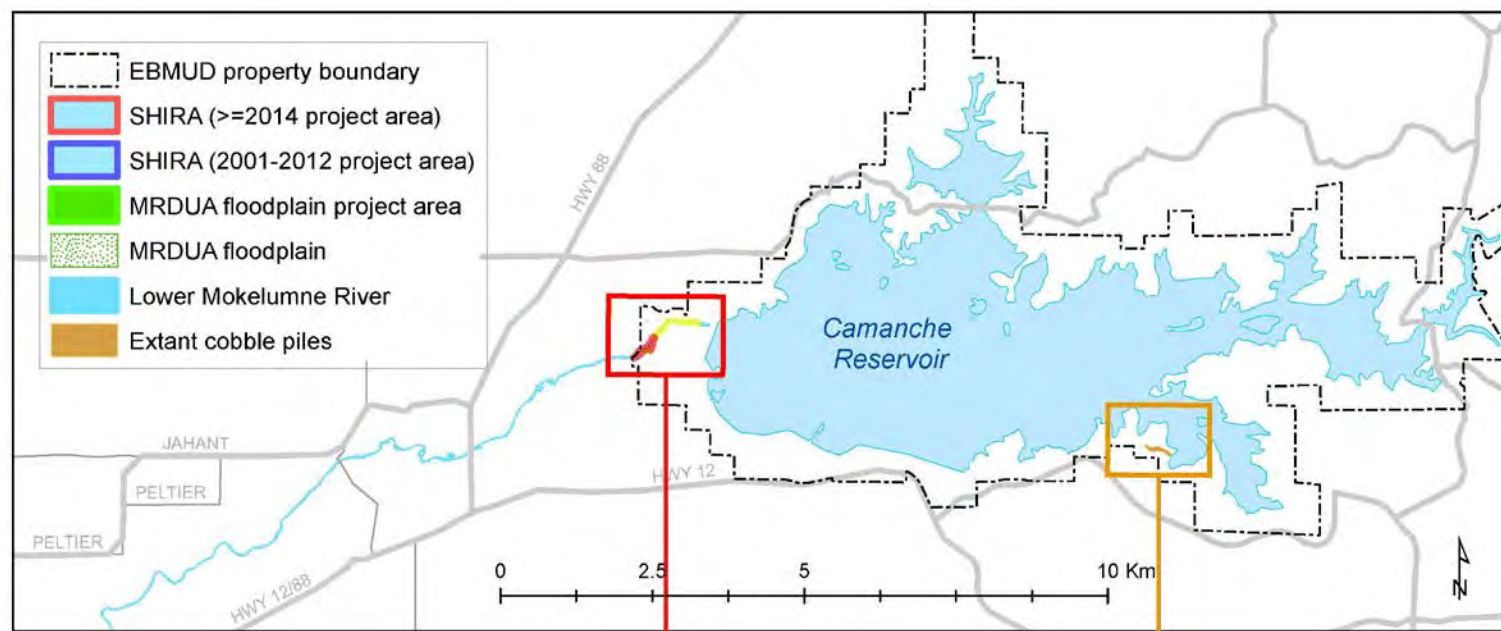 EBMUD property boundary
SHIRA (>=2014 project area)
SHIRA (2001-2012 project area)
MRDUA floodplain project area
MRDUA floodplain
Lower Mokelumne River
Extant cobble piles
HWY 88
Camanche
Reservoir
JAHANT
PELTIER
PELTIER
HWY 12
HWY 12/88
0 2.5 5 10 Km
N